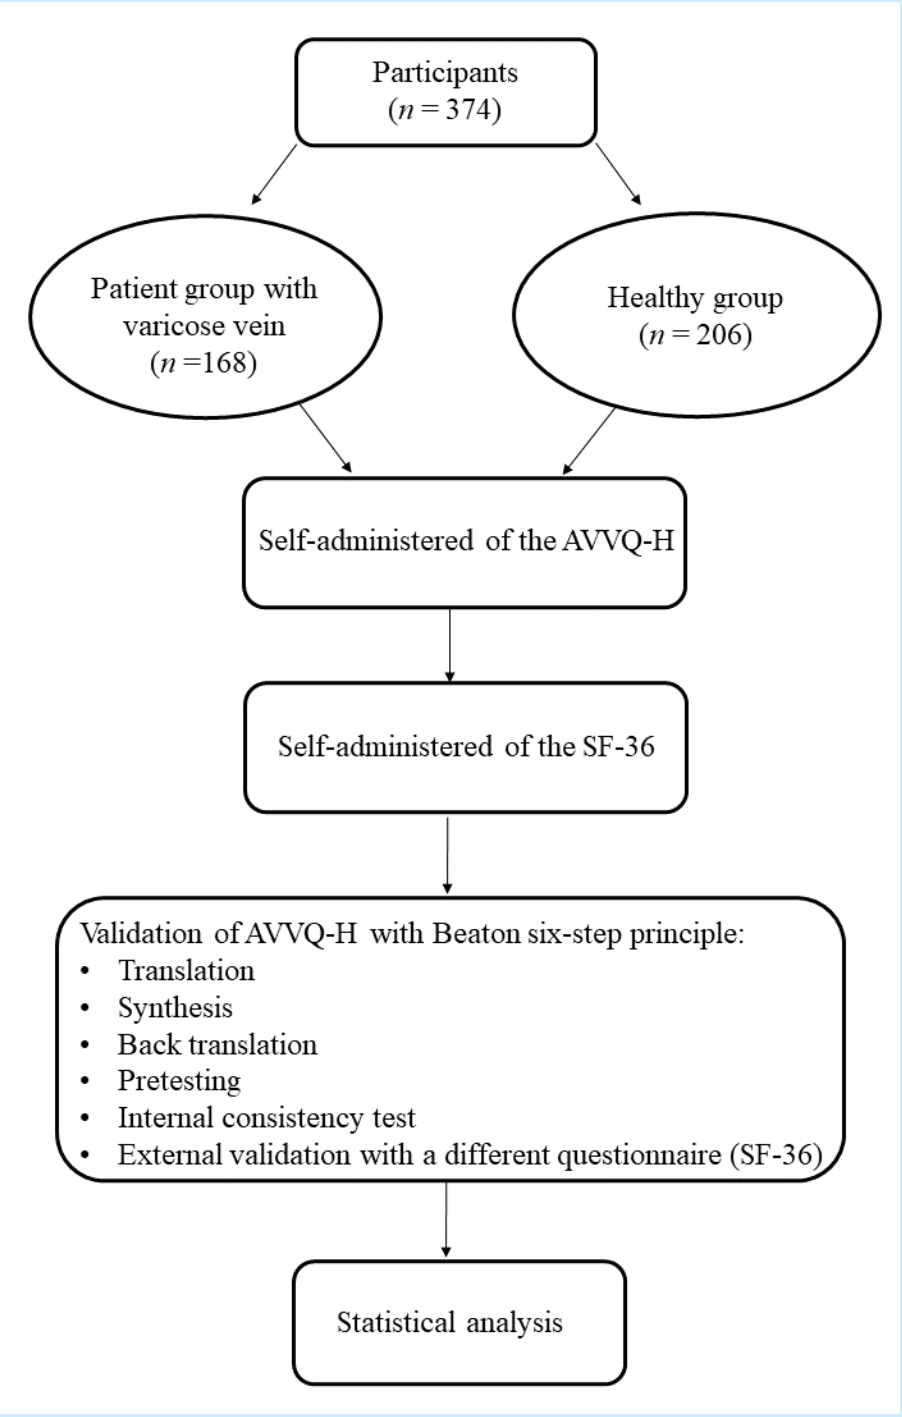 Participants
(n = 374)
Patient group with
varicose vein
(n =168)
Healthy group
(n = 206)
Self-administered of the AVVQ-H
Self-administered of the SF-36
Validation of AVVQ-H with Beaton six-step principle:
• Translation
• Synthesis
• Back translation
• Pretesting
• Internal consistency test
• External validation with a different questionnaire (SF-36)
Statistical analysis